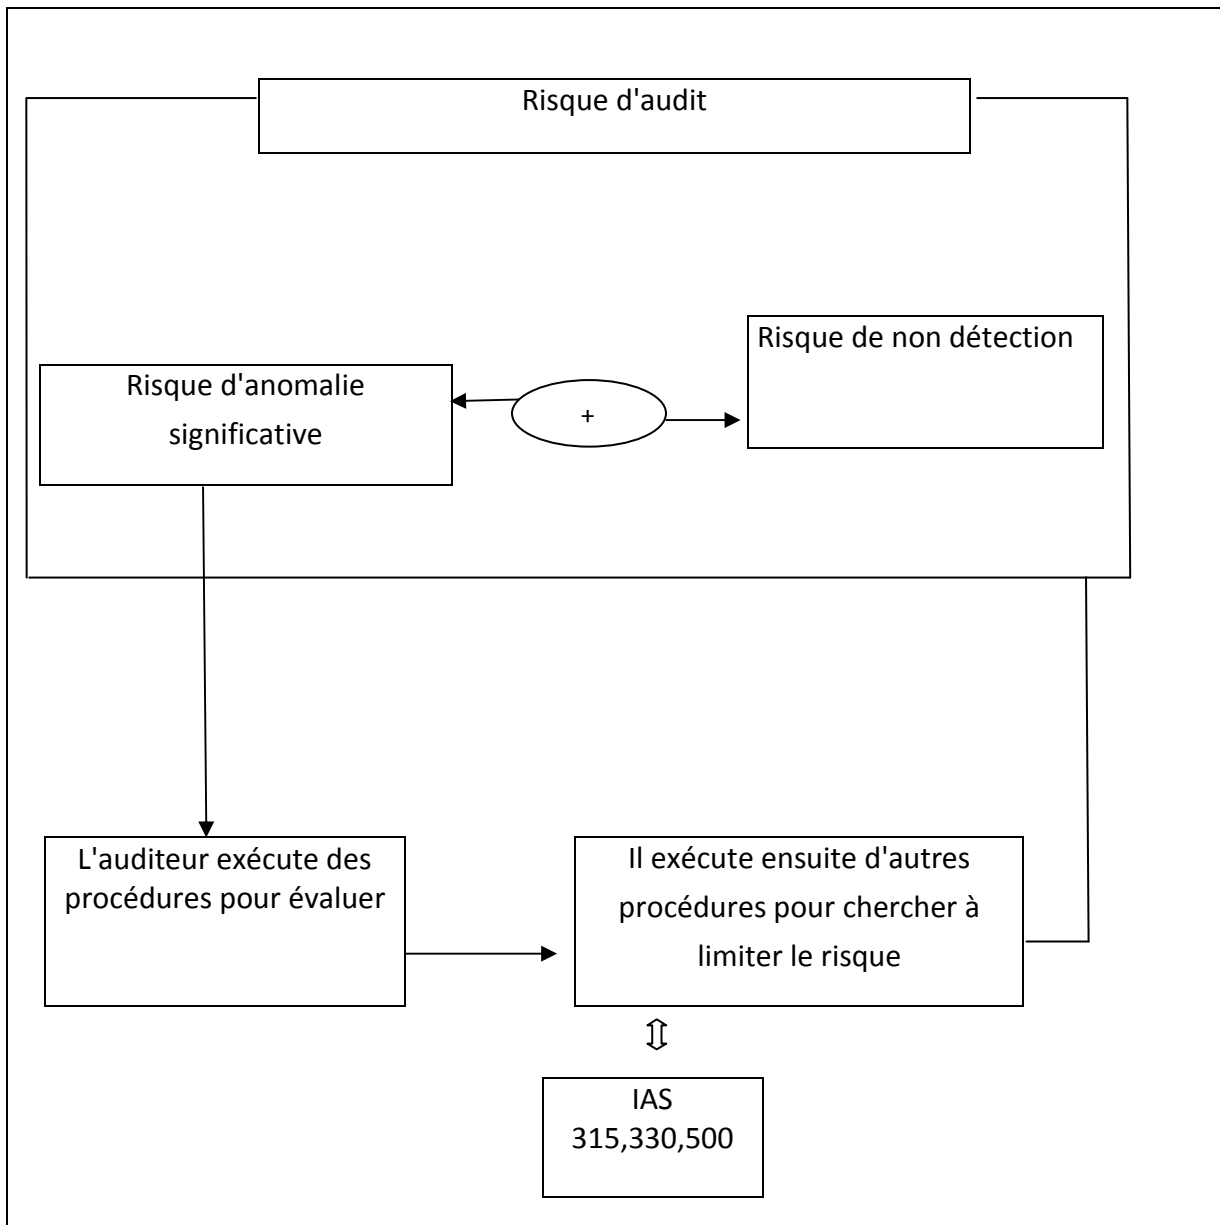 Risque d'audit
Risque de non détection
Risque d'anomalie
significative
+
L'auditeur exécute des
procédures pour évaluer
Il exécute ensuite d'autres
procédures pour chercher à
limiter le risque
IAS
315,330,500